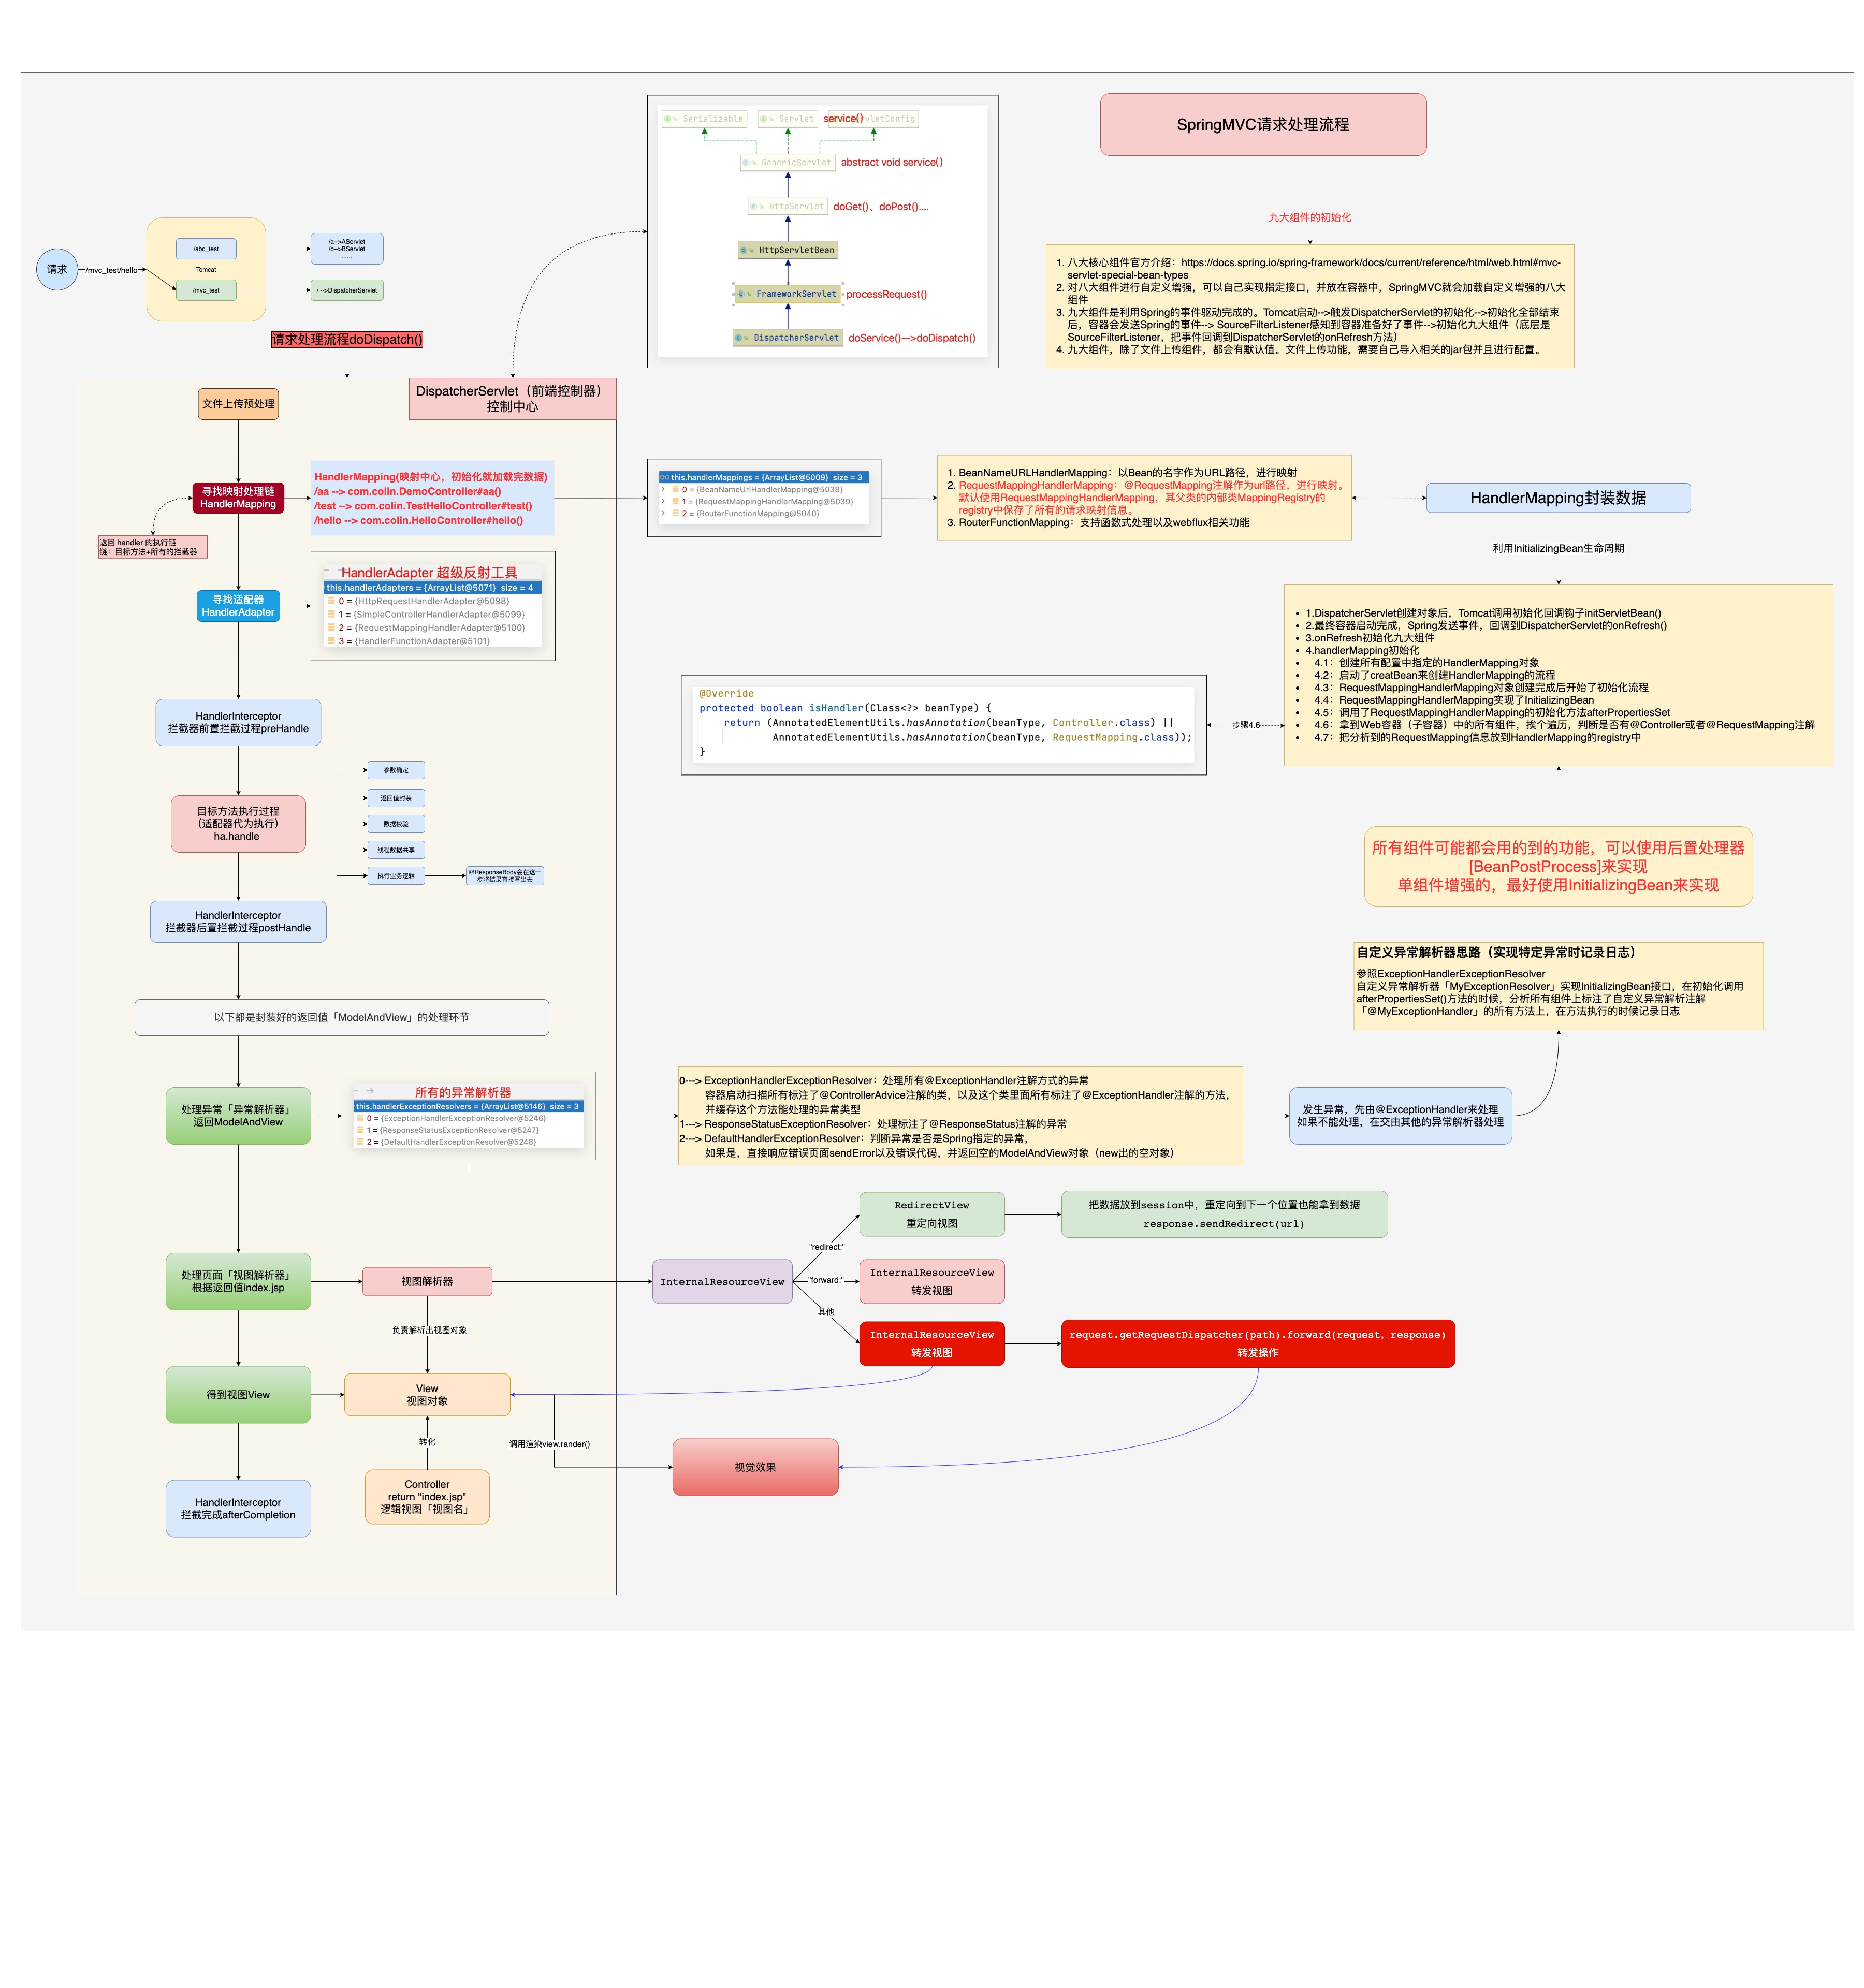 SpringMVC请求处理流程
Serializable
Servlet
service()
vletConfig
GenericServlet
abstract void service()
HttpServlet
doGet()、doPost()....
HttpServletBean
FrameworkServlet
processRequest()
DispatcherServlet
doService()—>doDispatch()
九大组件的初始化
1. 八大核心组件官方介绍：https://docs.spring.io/spring-framework/docs/current/reference/html/web.html#mvc-
servlet-special-bean-types
2. 对八大组件进行自定义增强，可以自己实现指定接口，并放在容器中，SpringMVC就会加载自定义增强的八大
组件
3. 九大组件是利用Spring的事件驱动完成的。Tomcat启动-->触发DispatcherServlet的初始化-->初始化全部结束
后，容器会发送Spring的事件--> SourceFilterListener感知到容器准备好了事件-->初始化九大组件（底层是
SourceFilterListener，把事件回调到DispatcherServlet的onRefresh方法）
4. 九大组件，除了文件上传组件，都会有默认值。文件上传功能，需要自己导入相关的jar包并且进行配置。
请求
/mvc_test/hello
/abc_test
Tomcat
/mvc_test
/a-->AServlet
/b-->BServlet
......
/ -->DispatcherServlet
请求处理流程doDispatch()
DispatcherServlet（前端控制器）
控制中心
文件上传预处理
寻找映射处理链
HandlerMapping
HandlerMapping(映射中心，初始化就加载完数据)
/aa --> com.colin.DemoController#aa()
/test --> com.colin.TestHelloController#test()
/hello --> com.colin.HelloController#hello()
返回 handler 的执行链
链：目标方法+所有的拦截器
this.handlerMappings = {ArrayList@5009} size = 3
0 = {BeanNameUrlHandlerMapping@5038}
1 = {RequestMappingHandlerMapping@5039}
2 = {RouterFunctionMapping@5040}
1. BeanNameURLHandlerMapping：以Bean的名字作为URL路径，进行映射
2. RequestMappingHandlerMapping：@RequestMapping注解作为url路径，进行映射。
默认使用RequestMappingHandlerMapping，其父类的内部类MappingRegistry的
registry中保存了所有的请求映射信息。
3. RouterFunctionMapping：支持函数式处理以及webflux相关功能
HandlerMapping封装数据
利用InitializingBean生命周期
寻找适配器
HandlerAdapter
HandlerAdapter 超级反射工具
this.handlerAdapters = {ArrayList@5071} size = 4
0 = {HttpRequestHandlerAdapter@5098}
1 = {SimpleControllerHandlerAdapter@5099}
2 = {RequestMappingHandlerAdapter@5100}
3 = {HandlerFunctionAdapter@5101}
• 1.DispatcherServlet创建对象后，Tomcat调用初始化回调钩子initServletBean()
• 2.最终容器启动完成，Spring发送事件，回调到DispatcherServlet的onRefresh()
• 3.onRefresh初始化九大组件
• 4.handlerMapping初始化
• 4.1：创建所有配置中指定的HandlerMapping对象
• 4.2：启动了creatBean来创建HandlerMapping的流程
• 4.3：RequestMappingHandlerMapping对象创建完成后开始了初始化流程
• 4.4：RequestMappingHandlerMapping实现了InitializingBean
• 4.5：调用了RequestMappingHandlerMapping的初始化方法afterPropertiesSet
• 4.6：拿到Web容器（子容器）中的所有组件，挨个遍历，判断是否有@Controller或者@RequestMapping注解
• 4.7：把分析到的RequestMapping信息放到HandlerMapping的registry中
步骤4.6
@Override
protected boolean isHandler(Class<?> beanType) {
return (AnnotatedElementUtils.hasAnnotation(beanType, Controller.class) ||
AnnotatedElementUtils.hasAnnotation(beanType, RequestMapping.class));
}
HandlerInterceptor
拦截器前置拦截过程preHandle
目标方法执行过程
（适配器代为执行）
ha.handle
参数确定
返回值封装
数据校验
线程数据共享
执行业务逻辑
@ResponseBody会在这一
步将结果直接写出去
所有组件可能都会用的到的功能，可以使用后置处理器
[BeanPostProcess]来实现
单组件增强的，最好使用InitializingBean来实现
HandlerInterceptor
拦截器后置拦截过程postHandle
自定义异常解析器思路（实现特定异常时记录日志）
参照ExceptionHandlerExceptionResolver
自定义异常解析器「MyExceptionResolver」实现InitializingBean接口，在初始化调用
afterPropertiesSet()方法的时候，分析所有组件上标注了自定义异常解析注解
「@MyExceptionHandler」的所有方法上，在方法执行的时候记录日志
以下都是封装好的返回值「ModelAndView」的处理环节
处理异常「异常解析器」
返回ModelAndView
所有的异常解析器
this.handlerExceptionResolvers = {ArrayList@5146} size = 3
0 = {ExceptionHandlerExceptionResolver@5246}
1 = {ResponseStatusExceptionResolver@5247}
2 = {DefaultHandlerExceptionResolver@5248}
0---> ExceptionHandlerExceptionResolver：处理所有@ExceptionHandler注解方式的异常
容器启动扫描所有标注了@ControllerAdvice注解的类，以及这个类里面所有标注了@ExceptionHandler注解的方法，
并缓存这个方法能处理的异常类型
1---> ResponseStatusExceptionResolver：处理标注了@ResponseStatus注解的异常
2---> DefaultHandlerExceptionResolver：判断异常是否是Spring指定的异常，
如果是，直接响应错误页面sendError以及错误代码，并返回空的ModelAndView对象（new出的空对象）
发生异常，先由@ExceptionHandler来处理
如果不能处理，在交由其他的异常解析器处理
RedirectView
重定向视图
把数据放到session中，重定向到下一个位置也能拿到数据
response.sendRedirect(url)
"redirect:"
处理页面「视图解析器」
根据返回值index.jsp
视图解析器
InternalResourceView
"forward:"
InternalResourceView
转发视图
其他
InternalResourceView
转发视图
request.getRequestDispatcher(path).forward(request, response)
转发操作
负责解析出视图对象
得到视图View
View
视图对象
转化
调用渲染view.rander()
视觉效果
Controller
return "index.jsp"
逻辑视图「视图名」
HandlerInterceptor
拦截完成afterCompletion